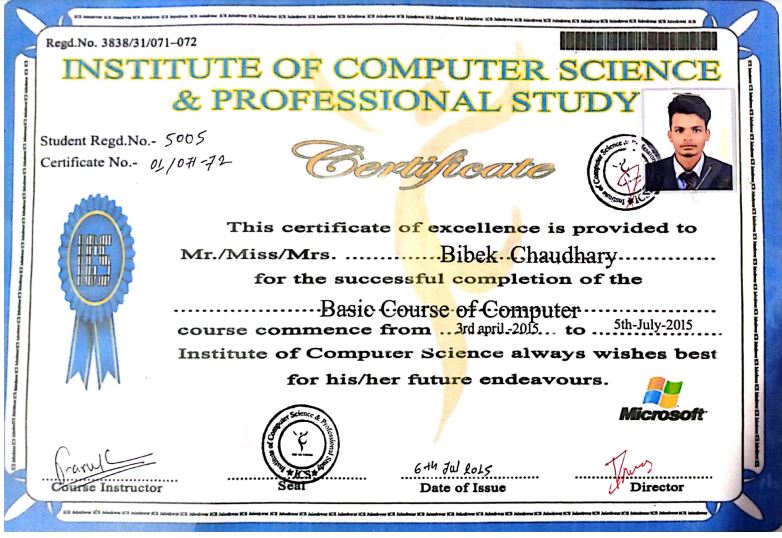 Regd.No. 3838/31/071–072
INSTITUTE OF COMPUTER SCIENCE
& PROFESSIONAL STUDY
Student Regd.No.- 5005
Certificate No.- 01/071-72
Certificate
This certificate of excellence is provided to
Mr./Miss/Mrs. Bibek Chaudhary
for the successful completion of the
Basic Course of Computer
course commence from 3rd april.-2015 to 5th-July-2015
Institute of Computer Science always wishes best
for his/her future endeavours.
Microsoft
Institute of Computer Science & Professional Study
ICS
6th Jul 2015
Course Instructor
Seal
Date of Issue
Director